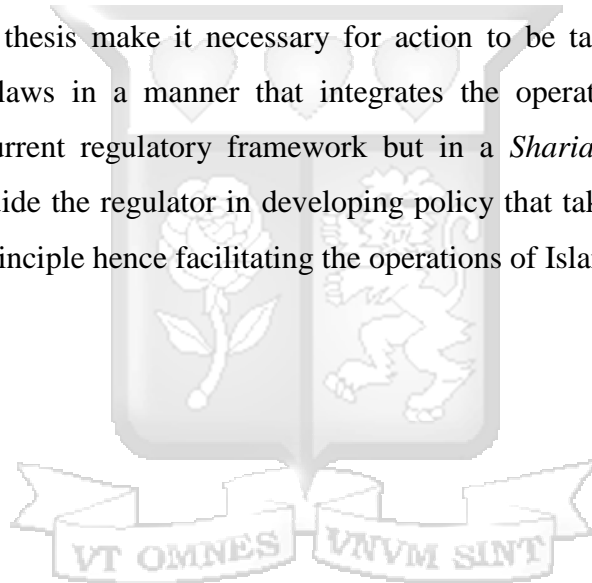 thesis make it necessary for action to be ta
laws in a manner that integrates the operat
urrent regulatory framework but in a Sharia
ide the regulator in developing policy that tak
inciple hence facilitating the operations of Isla
VT OMNES VNVM SINT